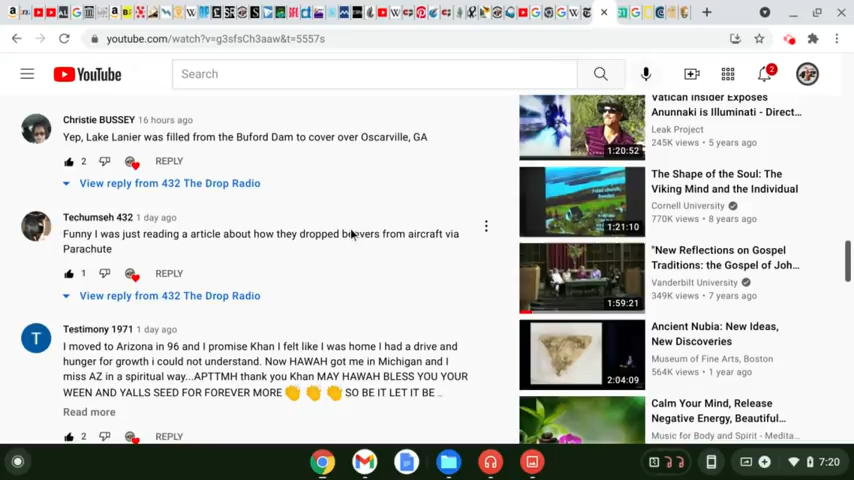 youtube.com/watch?v=g3sfsCh3aaw&t=5557s
YouTube
Search
2
Christie BUSSEY 16 hours ago
Yep, Lake Lanier was filled from the Buford Dam to cover over Oscarville, GA
2 REPLY
View reply from 432 The Drop Radio
Techumseh 432 1 day ago
Funny I was just reading a article about how they dropped beevers from aircraft via
Parachute
1 REPLY
View reply from 432 The Drop Radio
T
Testimony 1971 1 day ago
I moved to Arizona in 96 and I promise Khan I felt like I was home I had a drive and
hunger for growth i could not understand. Now HAWAH got me in Michigan and I
miss AZ in a spiritual way...APTTMH thank you Khan MAY HAWAH BLESS YOU YOUR
WEEN AND YALLS SEED FOR FOREVER MORE 👏 👏 👏 SO BE IT LET IT BE ..
Read more
2 REPLY
Vatican Insider Exposes
Annunaki is Illuminati - Direct...
Leak Project
245K views • 5 years ago
1:20:52
The Shape of the Soul: The
Viking Mind and the Individual
Cornell University
770K views • 8 years ago
1:21:10
"New Reflections on Gospel
Traditions: the Gospel of Joh...
Vanderbilt University
349K views • 7 years ago
1:59:21
Ancient Nubia: New Ideas,
New Discoveries
Museum of Fine Arts, Boston
564K views • 1 year ago
2:04:09
Calm Your Mind, Release
Negative Energy, Beautiful...
Music for Body and Spirit - Medita...
7:20